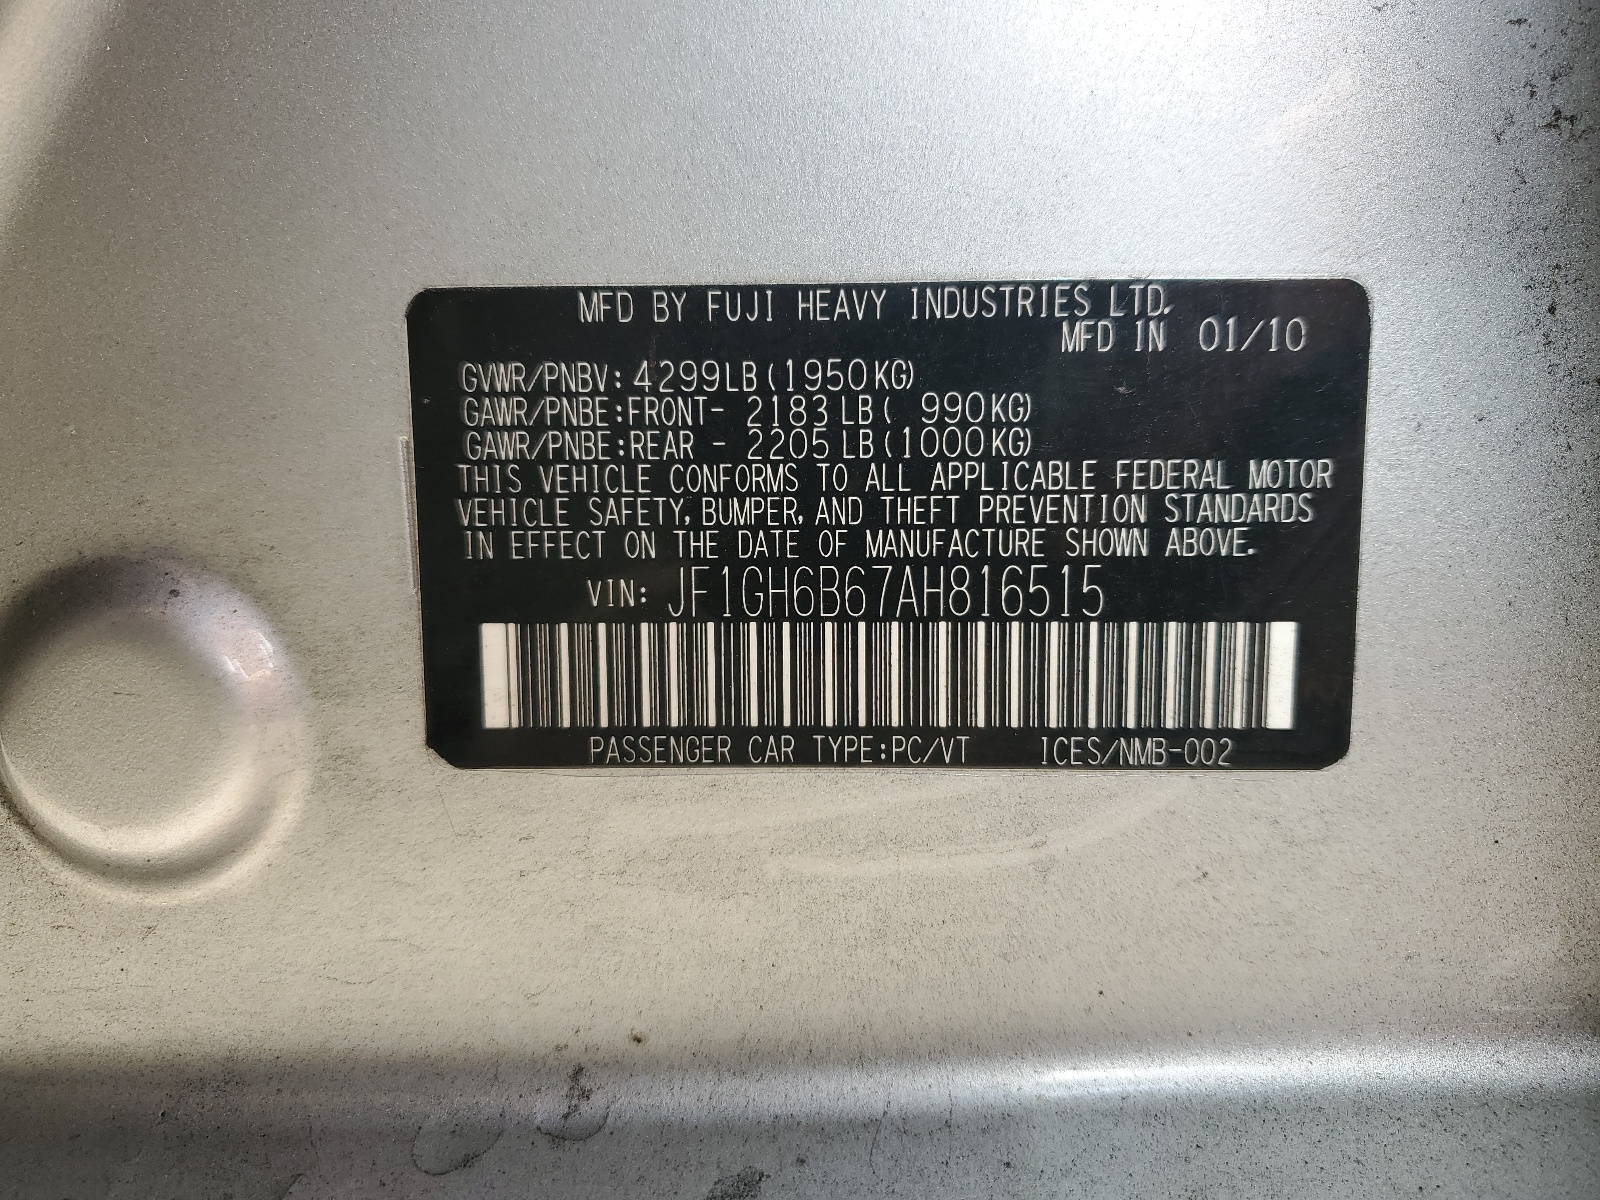 MFD BY FUJI HEAVY INDUSTRIES LTD.
MFD IN 01/10
GVWR/PNBV: 4299LB (1950KG)
GAWR/PNBE:FRONT- 2183 LB ( 990KG)
GAWR/PNBE:REAR - 2205 LB (1000KG)
THIS VEHICLE CONFORMS TO ALL APPLICABLE FEDERAL MOTOR
VEHICLE SAFETY, BUMPER, AND THEFT PREVENTION STANDARDS
IN EFFECT ON THE DATE OF MANUFACTURE SHOWN ABOVE.
VIN: JF1GH6B67AH816515
PASSENGER CAR TYPE:PC/VT ICES/NMB-002